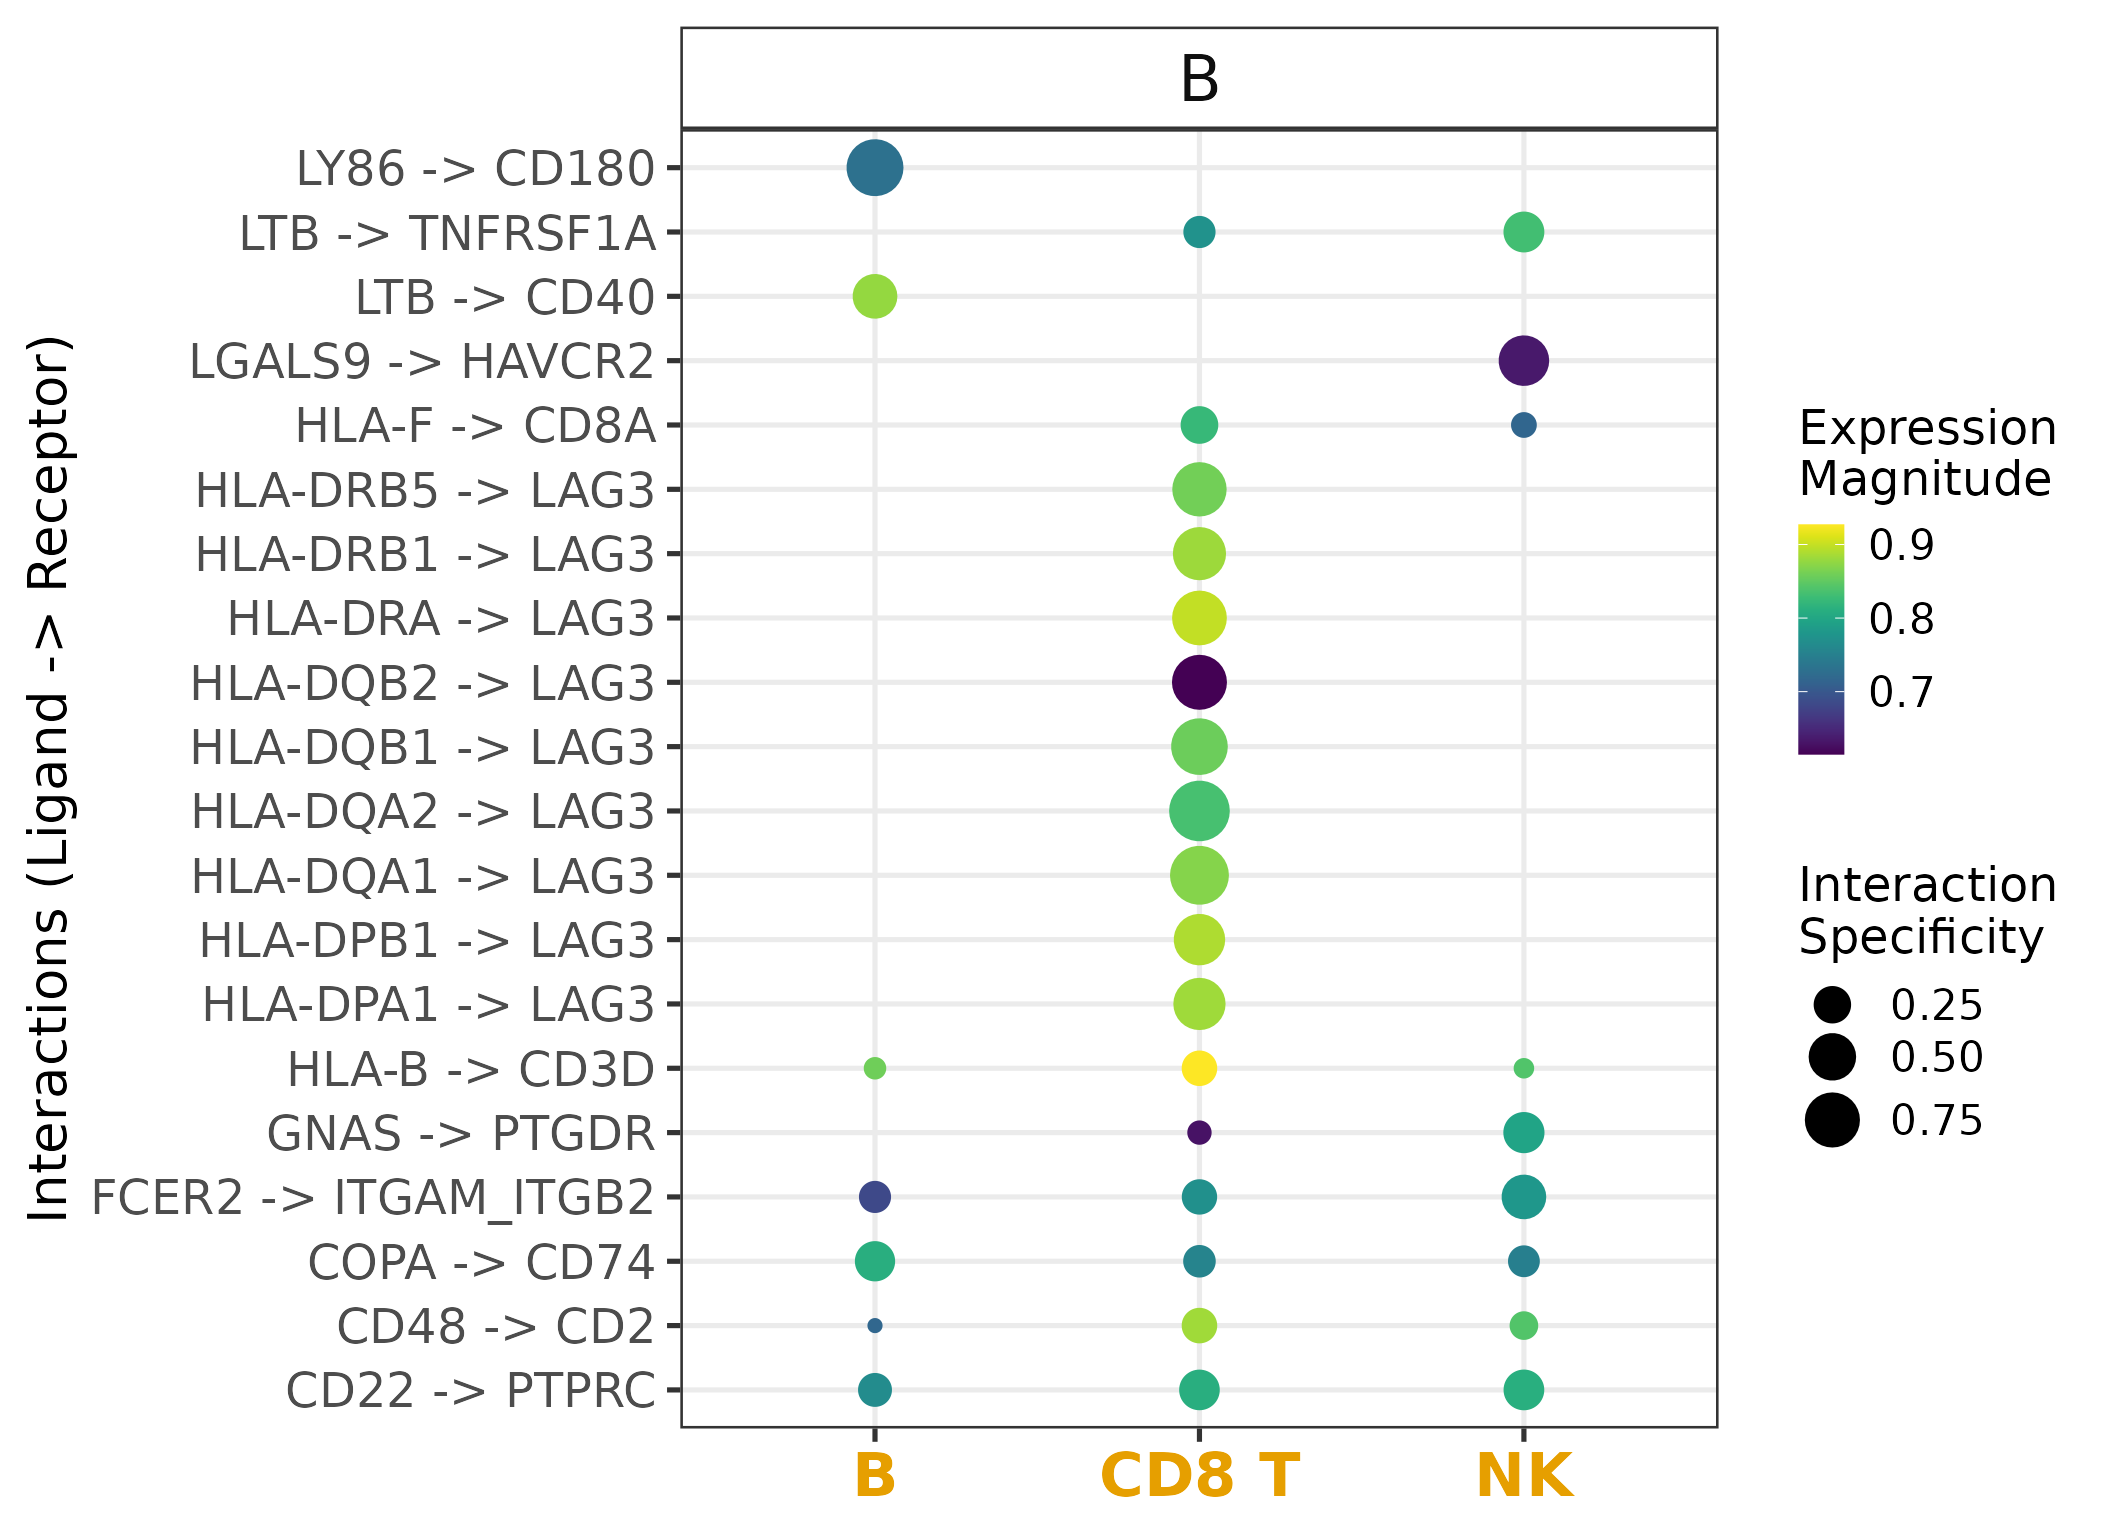 B
LY86 -> CD180
LTB -> TNFRSF1A
LTB -> CD40
LGALS9 -> HAVCR2
HLA-F -> CD8A
HLA-DRB5 -> LAG3
HLA-DRB1 -> LAG3
HLA-DRA -> LAG3
HLA-DQB2 -> LAG3
HLA-DQB1 -> LAG3
HLA-DQA2 -> LAG3
HLA-DQA1 -> LAG3
HLA-DPB1 -> LAG3
HLA-DPA1 -> LAG3
HLA-B -> CD3D
GNAS -> PTGDR
FCER2 -> ITGAM_ITGB2
COPA -> CD74
CD48 -> CD2
CD22 -> PTPRC
Interactions (Ligand -> Receptor)
B
CD8 T
NK
Expression
Magnitude
0.9
0.8
0.7
Interaction
Specificity
0.25
0.50
0.75